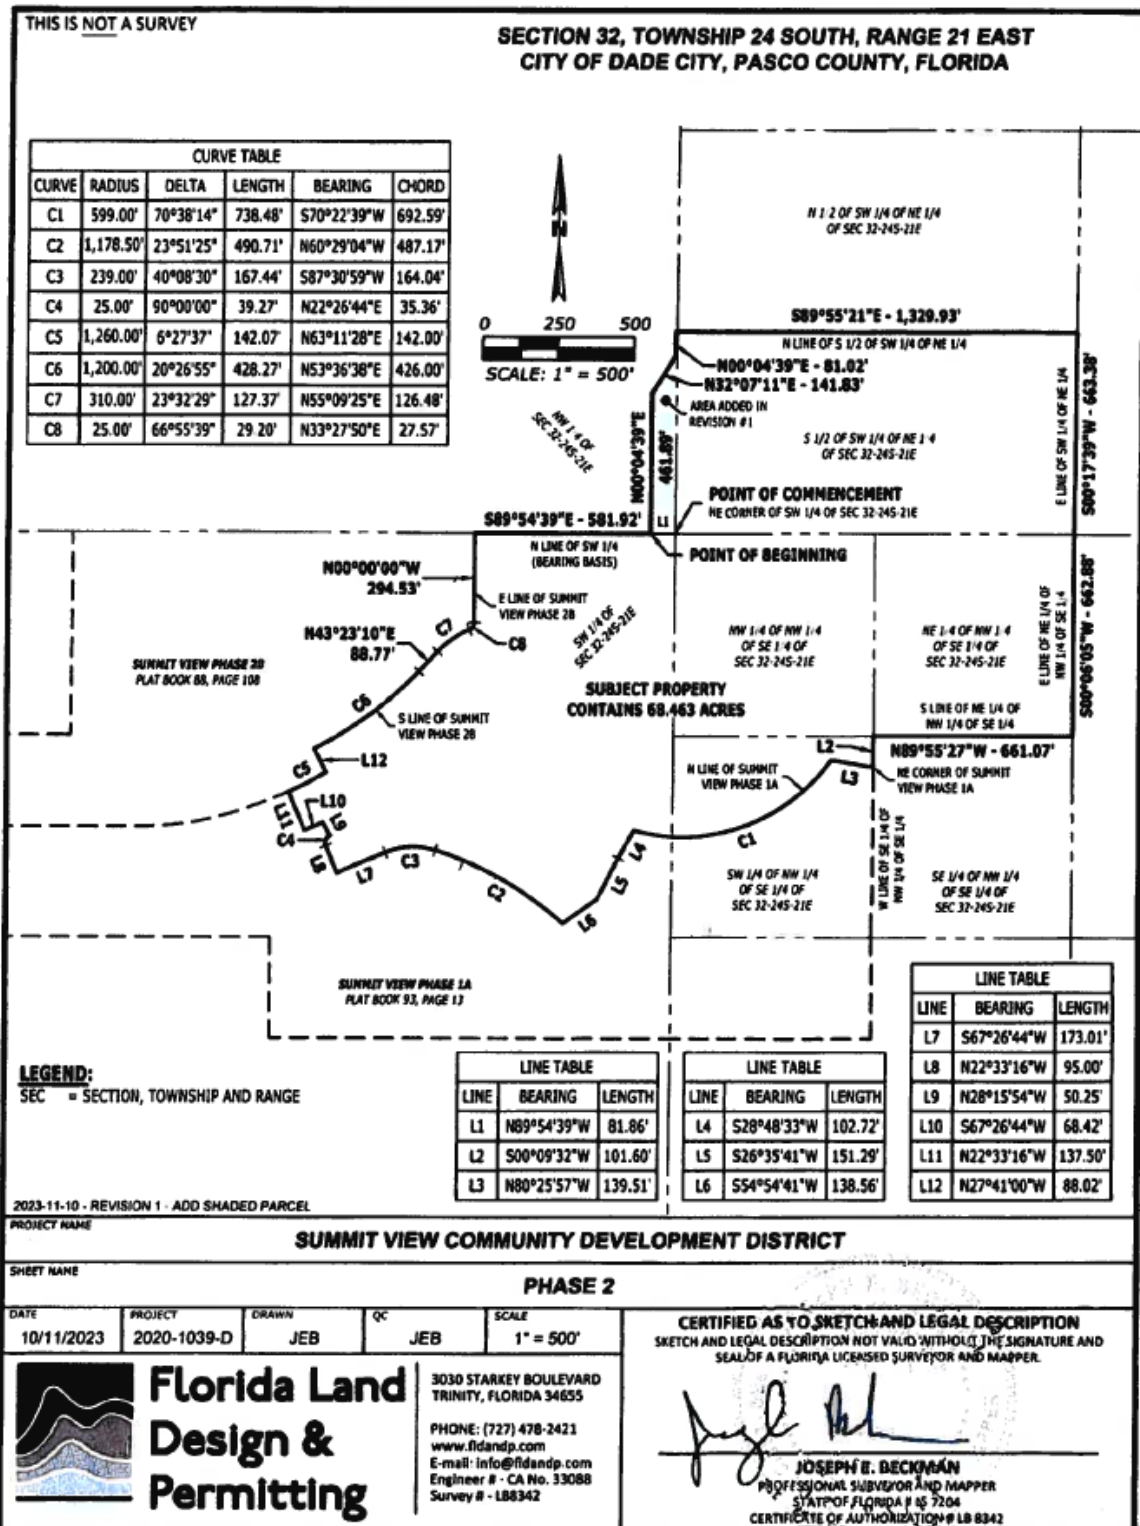 THIS IS NOT A SURVEY
SECTION 32, TOWNSHIP 24 SOUTH, RANGE 21 EAST
CITY OF DADE CITY, PASCO COUNTY, FLORIDA
CURVE TABLE
CURVE RADIUS DELTA LENGTH BEARING CHORD
C1 599.00' 70°38'14" 738.48' S70°22'39"W 692.59'
C2 1,178.50' 23°51'25" 490.71' N60°29'04"W 487.17'
C3 239.00' 40°08'30" 167.44' S87°30'59"W 164.04'
C4 25.00' 90°00'00" 39.27' N22°26'44"E 35.36'
C5 1,260.00' 6°27'37" 142.07' N63°11'28"E 142.00'
C6 1,200.00' 20°26'55" 428.27' N53°36'38"E 426.00'
C7 310.00' 23°32'29" 127.37' N55°09'25"E 126.48'
C8 25.00' 66°55'39" 29.20' N33°27'50"E 27.57'
N
0 250 500
SCALE: 1" = 500'
N 1/2 OF SW 1/4 OF NE 1/4
OF SEC 32-24S-21E
S89°55'21"E - 1,329.93'
N LINE OF S 1/2 OF SW 1/4 OF NE 1/4
N00°04'39"E - 81.02'
N32°07'11"E - 141.83'
AREA ADDED IN
REVISION #1
NW 1/4 OF
SEC 32-24S-21E
N00°04'39"E
461.89'
S 1/2 OF SW 1/4 OF NE 1/4
OF SEC 32-24S-21E
E LINE OF SW 1/4 OF NE 1/4
S00°17'39"W - 663.38'
POINT OF COMMENCEMENT
NE CORNER OF SW 1/4 OF SEC 32-24S-21E
L1
S89°54'39"E - 581.92'
N LINE OF SW 1/4
(BEARING BASIS)
POINT OF BEGINNING
N00°00'00"W
294.53'
E LINE OF SUMMIT
VIEW PHASE 2B
SW 1/4 OF
SEC 32-24S-21E
N43°23'10"E
88.77'
C7
C8
NW 1/4 OF NW 1/4
OF SE 1/4 OF
SEC 32-24S-21E
NE 1/4 OF NW 1/4
OF SE 1/4 OF
SEC 32-24S-21E
E LINE OF NE 1/4 OF
NW 1/4 OF SE 1/4
S00°06'05"W - 662.88'
SUMMIT VIEW PHASE 2B
PLAT BOOK 88, PAGE 108
SUBJECT PROPERTY
CONTAINS 68.463 ACRES
C6
S LINE OF SUMMIT
VIEW PHASE 2B
S LINE OF NE 1/4 OF
NW 1/4 OF SE 1/4
L2
N89°55'27"W - 661.07'
C5
L12
N LINE OF SUMMIT
VIEW PHASE 1A
L3
NE CORNER OF SUMMIT
VIEW PHASE 1A
L11
L10
L9
C4
L8
L7
C3
C2
L4
L5
L6
C1
SW 1/4 OF NW 1/4
OF SE 1/4 OF
SEC 32-24S-21E
W LINE OF SE 1/4 OF
NW 1/4 OF SE 1/4
SE 1/4 OF NW 1/4
OF SE 1/4 OF
SEC 32-24S-21E
SUMMIT VIEW PHASE 1A
PLAT BOOK 93, PAGE 13
LEGEND:
SEC = SECTION, TOWNSHIP AND RANGE
LINE TABLE
LINE BEARING LENGTH
L1 N89°54'39"W 81.86'
L2 S00°09'32"W 101.60'
L3 N80°25'57"W 139.51'
LINE TABLE
LINE BEARING LENGTH
L4 S28°48'33"W 102.72'
L5 S26°35'41"W 151.29'
L6 S54°54'41"W 138.56'
LINE TABLE
LINE BEARING LENGTH
L7 S67°26'44"W 173.01'
L8 N22°33'16"W 95.00'
L9 N28°15'54"W 50.25'
L10 S67°26'44"W 68.42'
L11 N22°33'16"W 137.50'
L12 N27°41'00"W 88.02'
2023-11-10 - REVISION 1 - ADD SHADED PARCEL
PROJECT NAME
SUMMIT VIEW COMMUNITY DEVELOPMENT DISTRICT
SHEET NAME
PHASE 2
DATE PROJECT DRAWN QC SCALE
10/11/2023 2020-1039-D JEB JEB 1" = 500'
CERTIFIED AS TO SKETCH AND LEGAL DESCRIPTION
SKETCH AND LEGAL DESCRIPTION NOT VALID WITHOUT THE SIGNATURE AND
SEAL OF A FLORIDA LICENSED SURVEYOR AND MAPPER.
Florida Land
Design &
Permitting
3030 STARKEY BOULEVARD
TRINITY, FLORIDA 34655
PHONE: (727) 478-2421
www.fldandp.com
E-mail: info@fldandp.com
Engineer # - CA No. 33088
Survey # - LB8342
JOSEPH E. BECKMAN
PROFESSIONAL SURVEYOR AND MAPPER
STATE OF FLORIDA # LS 7204
CERTIFICATE OF AUTHORIZATION # LB 8342